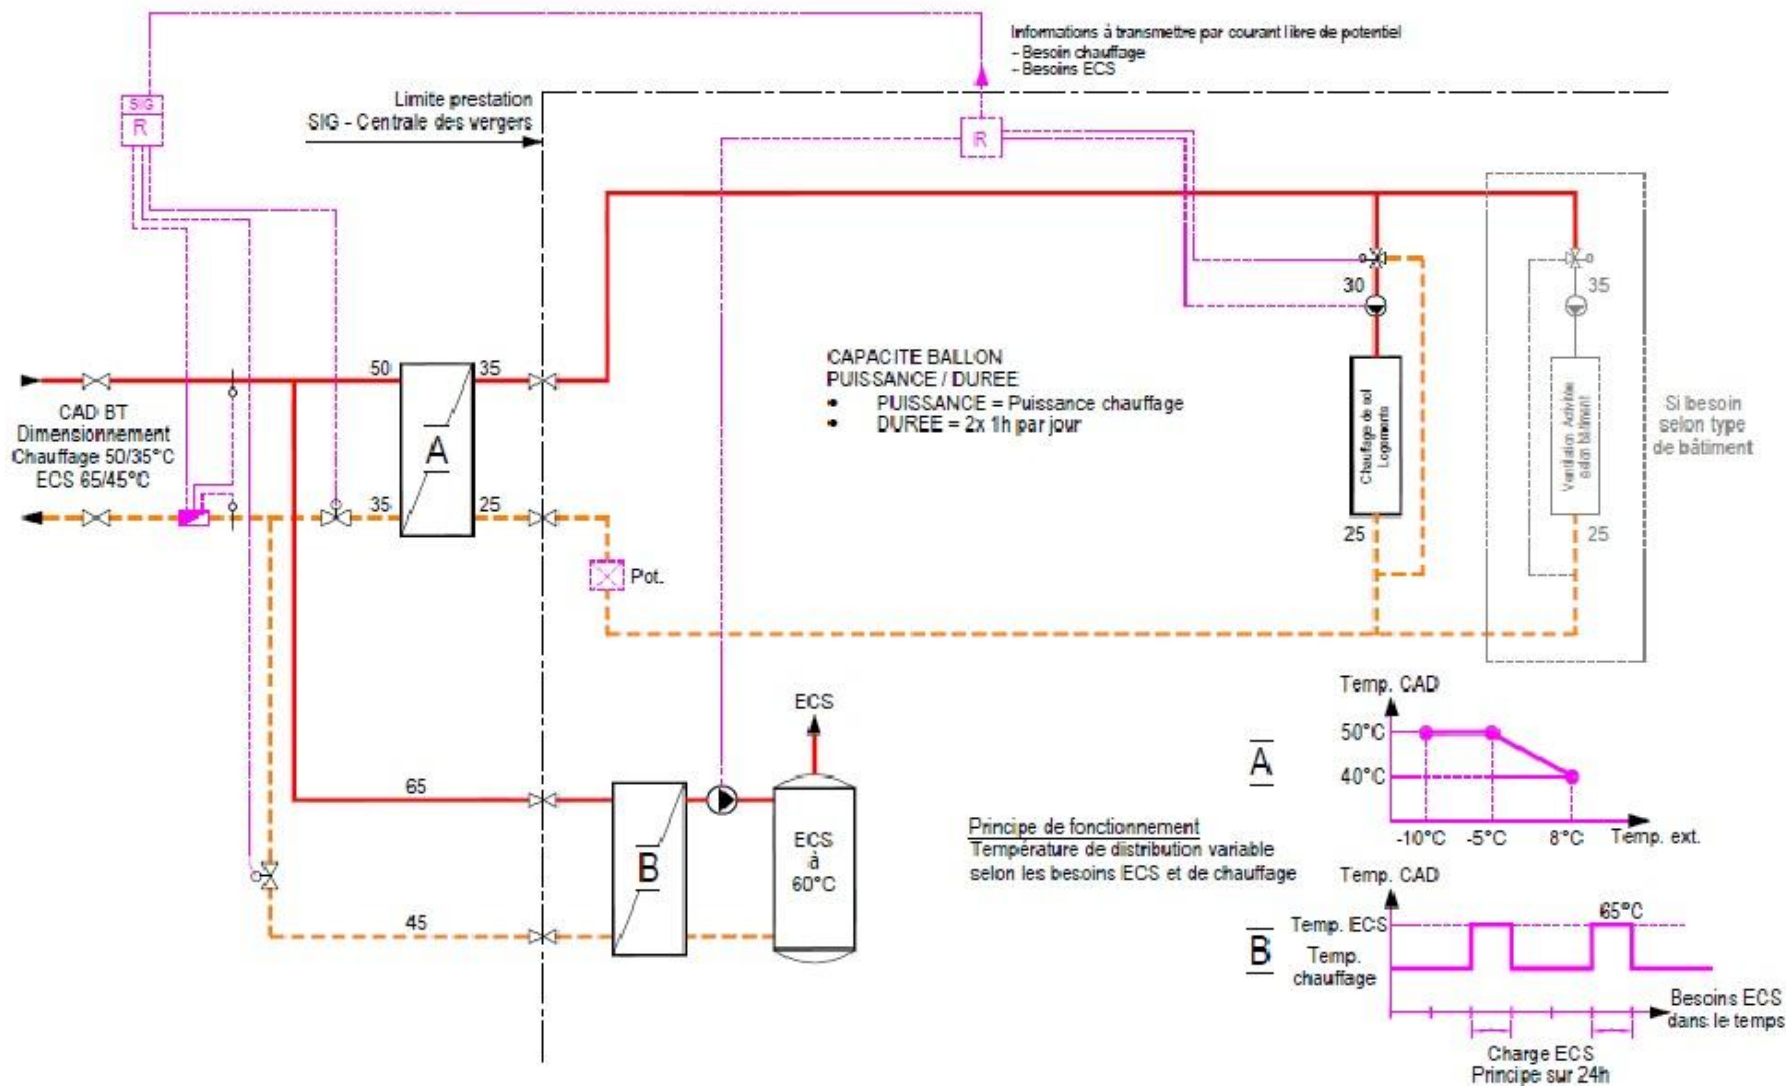 Informations à transmettre par courant libre de potentiel
- Besoin chauffage
- Besoins ECS
SIG
R
Limite prestation
SIG - Centrale des vergers
R
30
35
50
35
CAD BT
Dimensionnement
Chauffage 50/35°C
ECS 65/45°C
A
CAPACITE BALLON
PUISSANCE / DUREE
• PUISSANCE = Puissance chauffage
• DUREE = 2x 1h par jour
Chauffage de sol
Logements
Ventilation Activités
selon bâtiment
Si besoin
selon type
de bâtiment
35
25
25
25
Pot.
ECS
65
B
ECS
à
60°C
45
Principe de fonctionnement
Température de distribution variable
selon les besoins ECS et de chauffage
Temp. CAD
A
50°C
40°C
-10°C
-5°C
8°C
Temp. ext.
Temp. CAD
B
Temp. ECS
65°C
Temp.
chauffage
Besoins ECS
dans le temps
Charge ECS
Principe sur 24h